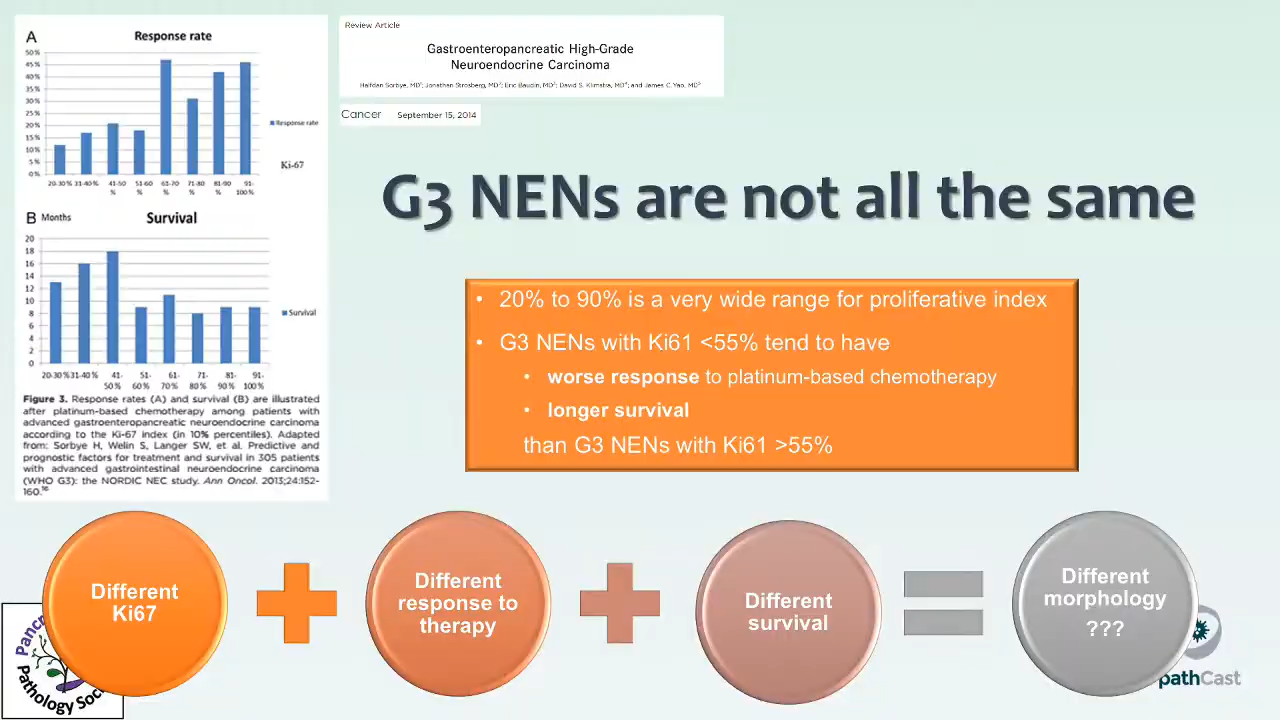 A
Response rate
50%
45%
40%
35%
30%
25%
20%
15%
10%
5%
0%
20-30% 31-40% 41-50 % 51-60 % 63-70 % 71-80 % 81-90 % 91-100%
Response rate
Ki-67
B Months
Survival
20
18
16
14
12
10
8
6
4
2
0
20-30% 31-40% 41-50% 51-60% 61-70% 71-80% 81-90% 91-100%
Survival
Figure 3. Response rates (A) and survival (B) are illustrated
after platinum-based chemotherapy among patients with
advanced gastroenteropancreatic neuroendocrine carcinoma
according to the Ki-67 index (in 10% percentiles). Adapted
from: Sorbye H, Welin S, Langer SW, et al. Predictive and
prognostic factors for treatment and survival in 305 patients
with advanced gastrointestinal neuroendocrine carcinoma
(WHO G3): the NORDIC NEC study. Ann Oncol. 2013;24:152-
160.
Review Article
Gastroenteropancreatic High-Grade
Neuroendocrine Carcinoma
Halfdan Sorbye, MD1; Jonathan Strosberg, MD2; Eric Baudin, MD3; David S. Klimstra, MD4; and James C. Yao, MD5
Cancer September 15, 2014
G3 NENs are not all the same
• 20% to 90% is a very wide range for proliferative index
• G3 NENs with Ki61 <55% tend to have
• worse response to platinum-based chemotherapy
• longer survival
than G3 NENs with Ki61 >55%
Different
Ki67
+
Different
response to
therapy
+
Different
survival
=
Different
morphology
???
Pathology
pathCast